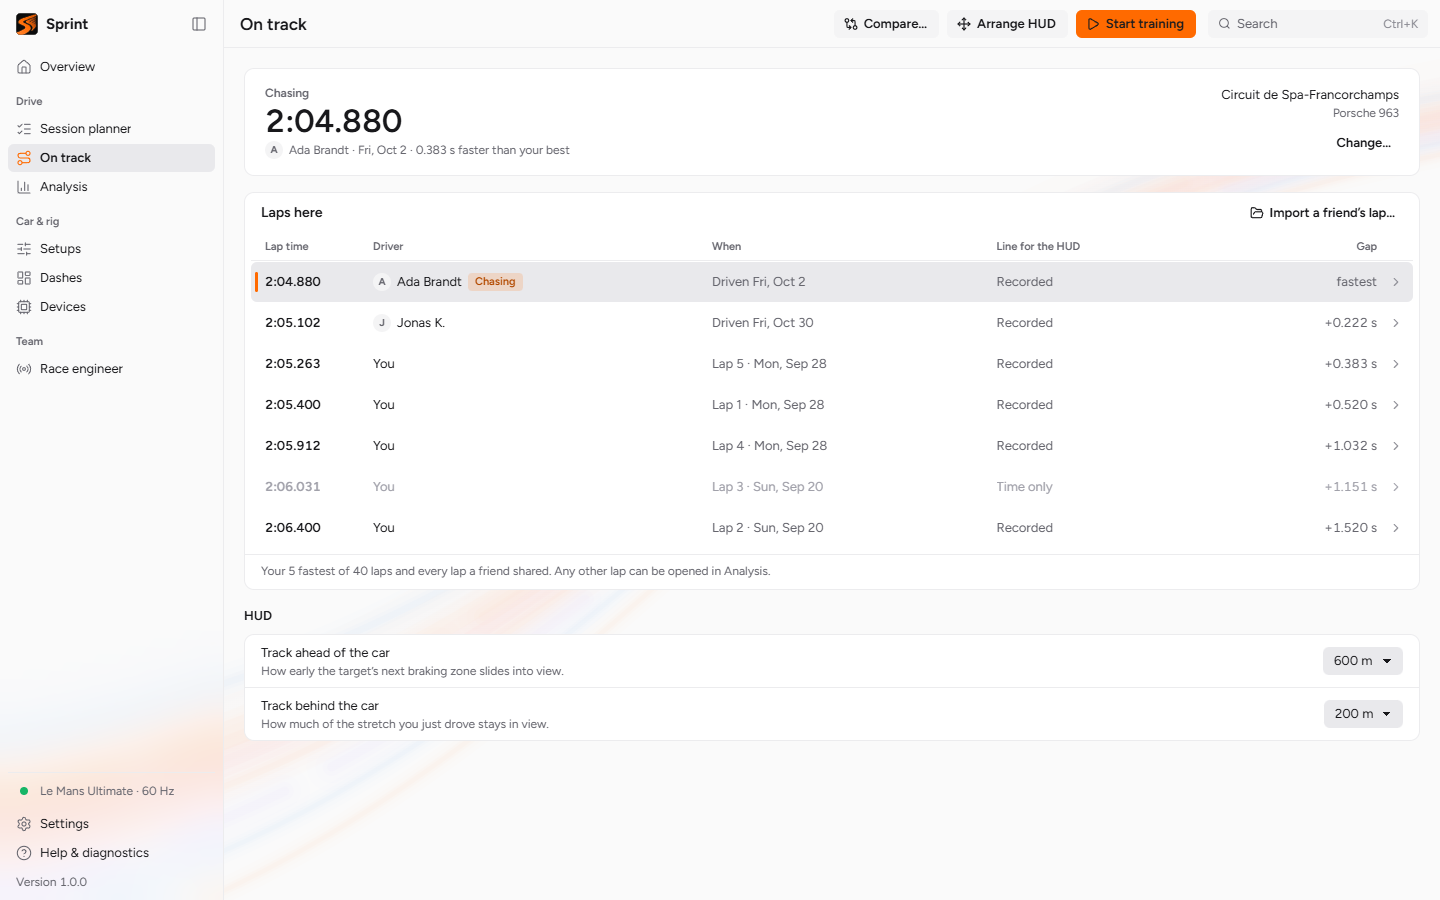 Sprint
On track
Compare...
Arrange HUD
Start training
Search
Ctrl+K
Overview
Drive
Session planner
On track
Analysis
Car & rig
Setups
Dashes
Devices
Team
Race engineer
Le Mans Ultimate · 60 Hz
Settings
Help & diagnostics
Version 1.0.0
Chasing
2:04.880
A Ada Brandt · Fri, Oct 2 · 0.383 s faster than your best
Circuit de Spa-Francorchamps
Porsche 963
Change...
Laps here
Import a friend's lap...
Lap time Driver When Line for the HUD Gap
2:04.880 A Ada Brandt Chasing Driven Fri, Oct 2 Recorded fastest
2:05.102 J Jonas K. Driven Fri, Oct 30 Recorded +0.222 s
2:05.263 You Lap 5 · Mon, Sep 28 Recorded +0.383 s
2:05.400 You Lap 1 · Mon, Sep 28 Recorded +0.520 s
2:05.912 You Lap 4 · Mon, Sep 28 Recorded +1.032 s
2:06.031 You Lap 3 · Sun, Sep 20 Time only +1.151 s
2:06.400 You Lap 2 · Sun, Sep 20 Recorded +1.520 s
Your 5 fastest of 40 laps and every lap a friend shared. Any other lap can be opened in Analysis.
HUD
Track ahead of the car
How early the target's next braking zone slides into view.
600 m
Track behind the car
How much of the stretch you just drove stays in view.
200 m